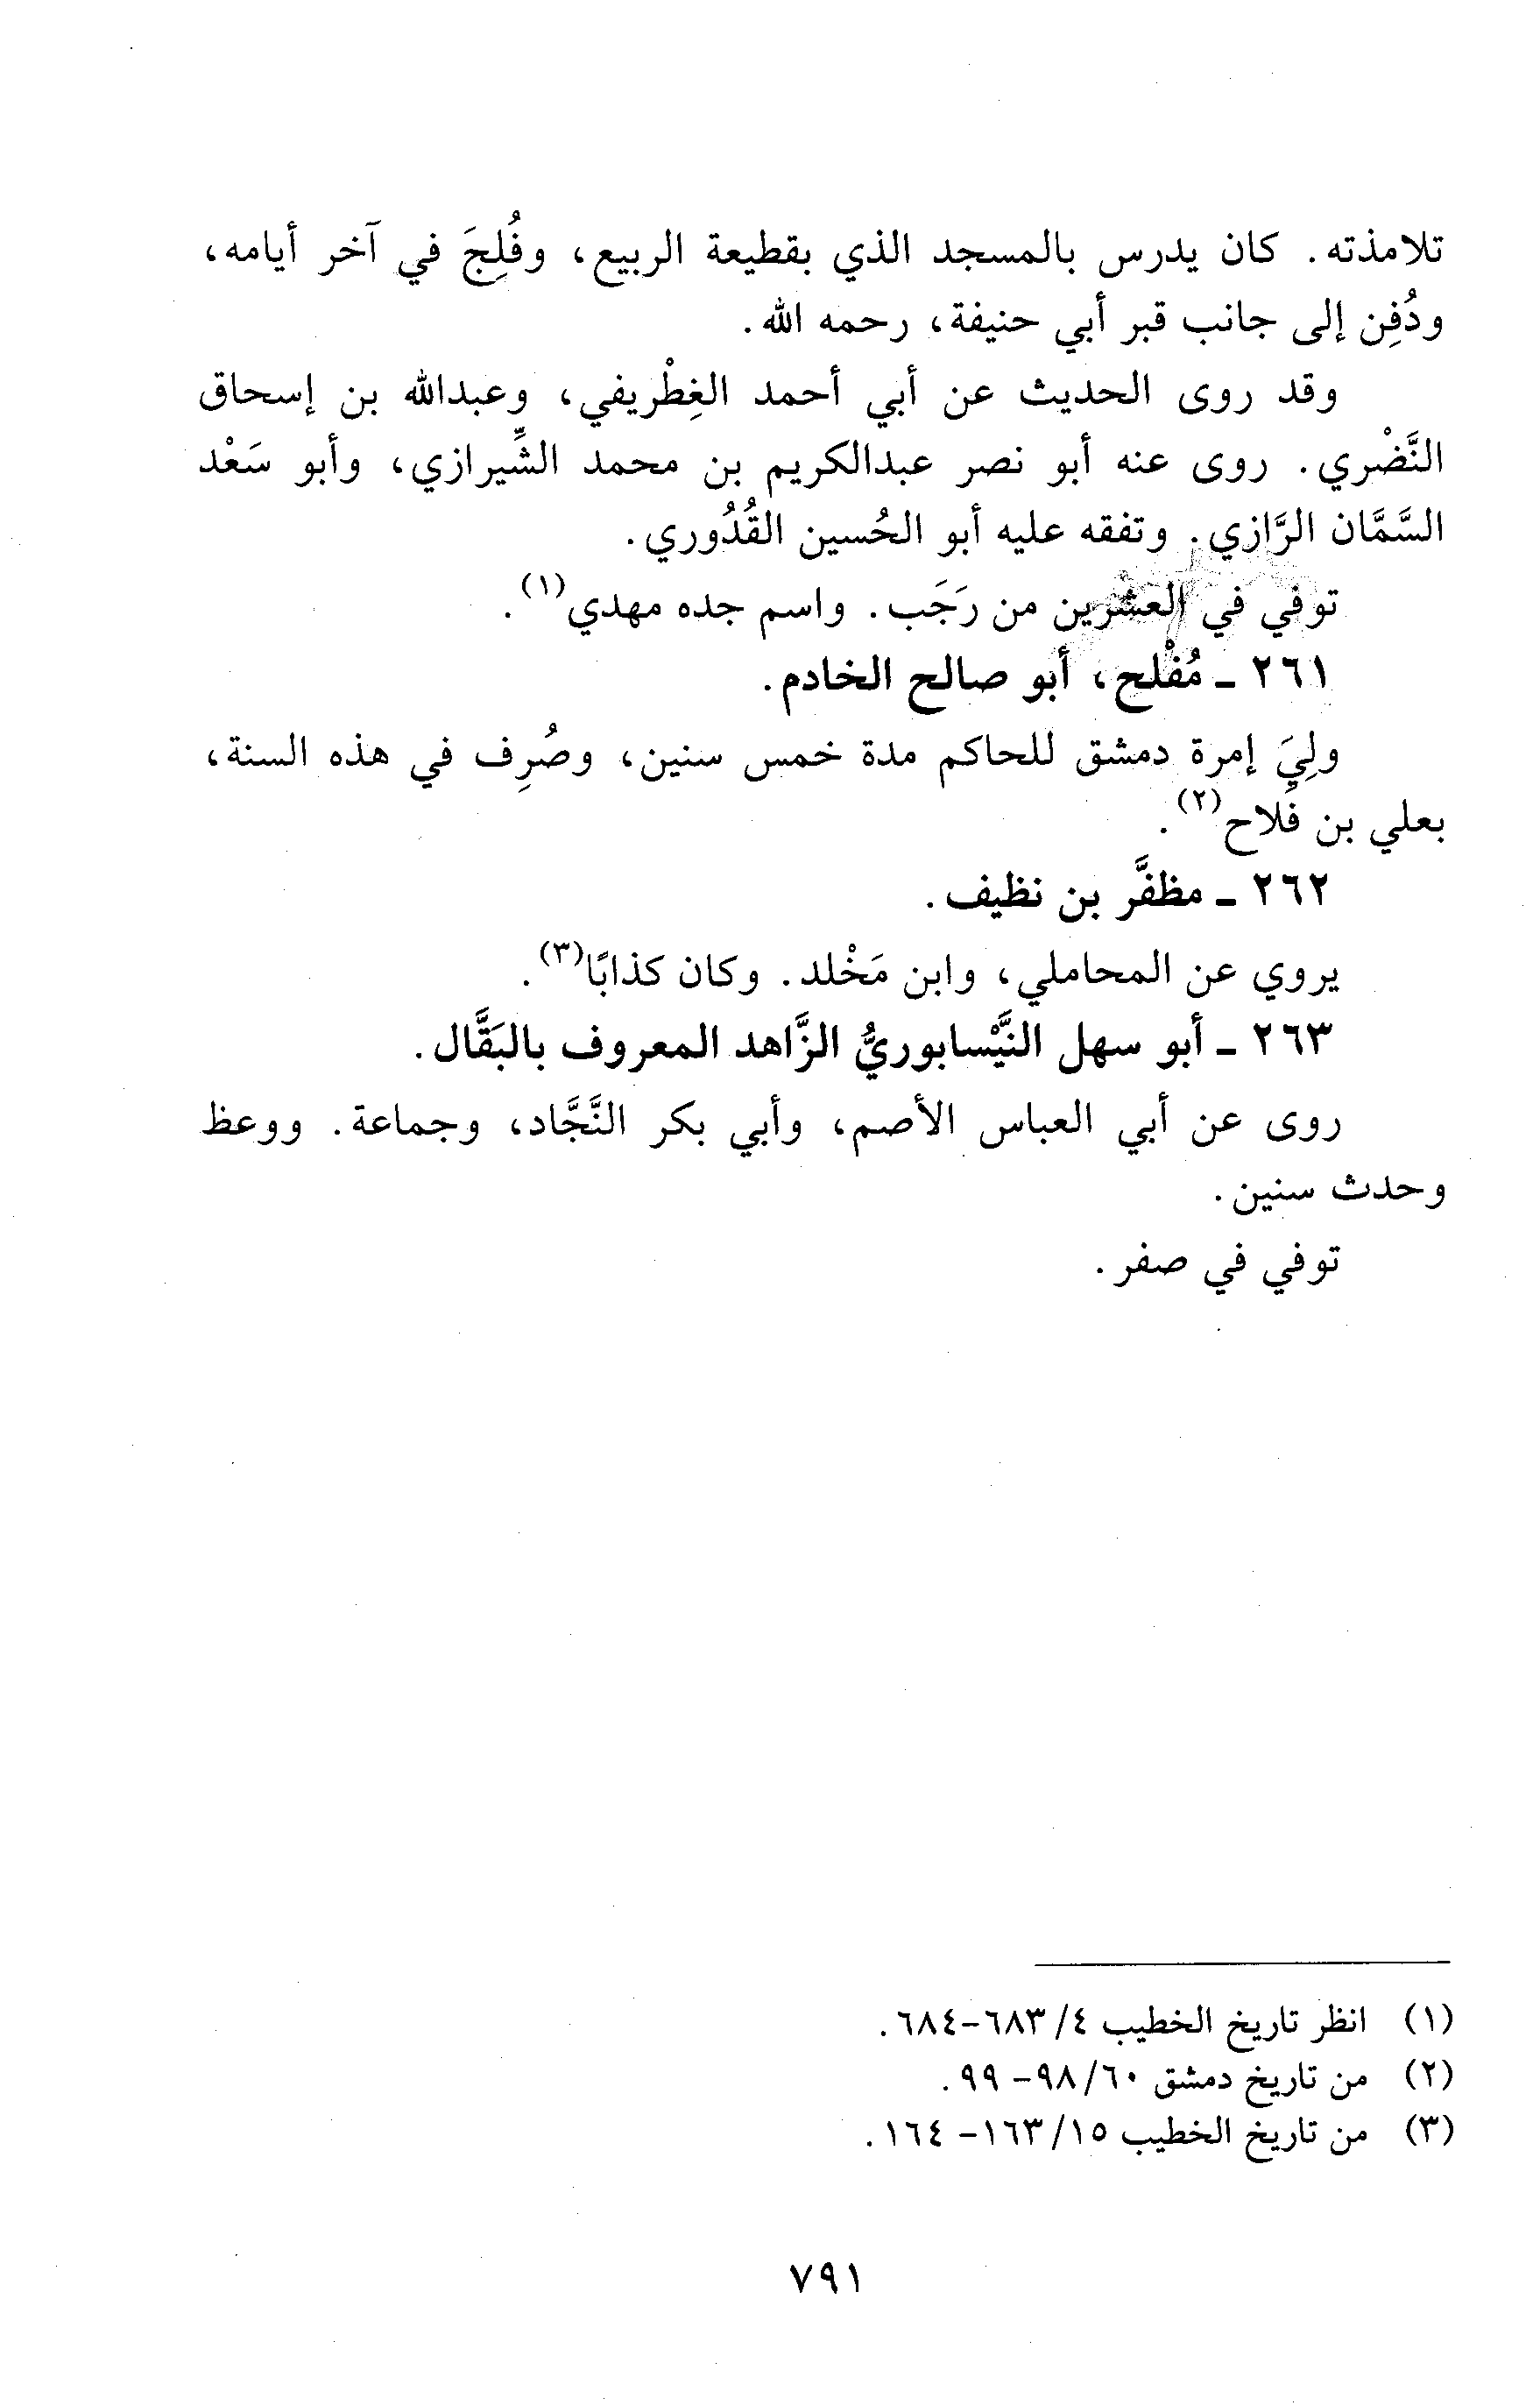 تلامذته. كان يدرس بالمسجد الذي بقطيعة الربيع، وفُلِجَ في آخر أيامه،
ودُفِن إلى جانب قبر أبي حنيفة، رحمه الله.
وقد روى الحديث عن أبي أحمد الغِطْريفي، وعبدالله بن إسحاق
النَّضْري. روى عنه أبو نصر عبدالكريم بن محمد الشِّيرازي، وأبو سَعْد
السَّمَّان الرَّازي. وتفقه عليه أبو الحُسين القُدُوري.
توفي في العشرين من رَجَب. واسم جده مهدي(١).
٢٦١ - مُفْلح، أبو صالح الخادم.
ولِيَ إمرة دمشق للحاكم مدة خمس سنين، وصُرِف في هذه السنة،
بعلي بن فَلاح(٢).
٢٦٢ - مظفَّر بن نظيف.
يروي عن المحاملي، وابن مَخْلد. وكان كذابًا(٣).
٢٦٣ - أبو سهل النَّيْسابوريُّ الزَّاهد المعروف بالبَقَّال.
روى عن أبي العباس الأصم، وأبي بكر النَّجَّاد، وجماعة. ووعظ
وحدث سنين.
توفي في صفر.
(١) انظر تاريخ الخطيب ٤/ ٦٨٣-٦٨٤.
(٢) من تاريخ دمشق ٦٠/ ٩٨- ٩٩.
(٣) من تاريخ الخطيب ١٥/ ١٦٣- ١٦٤.
٧٩١